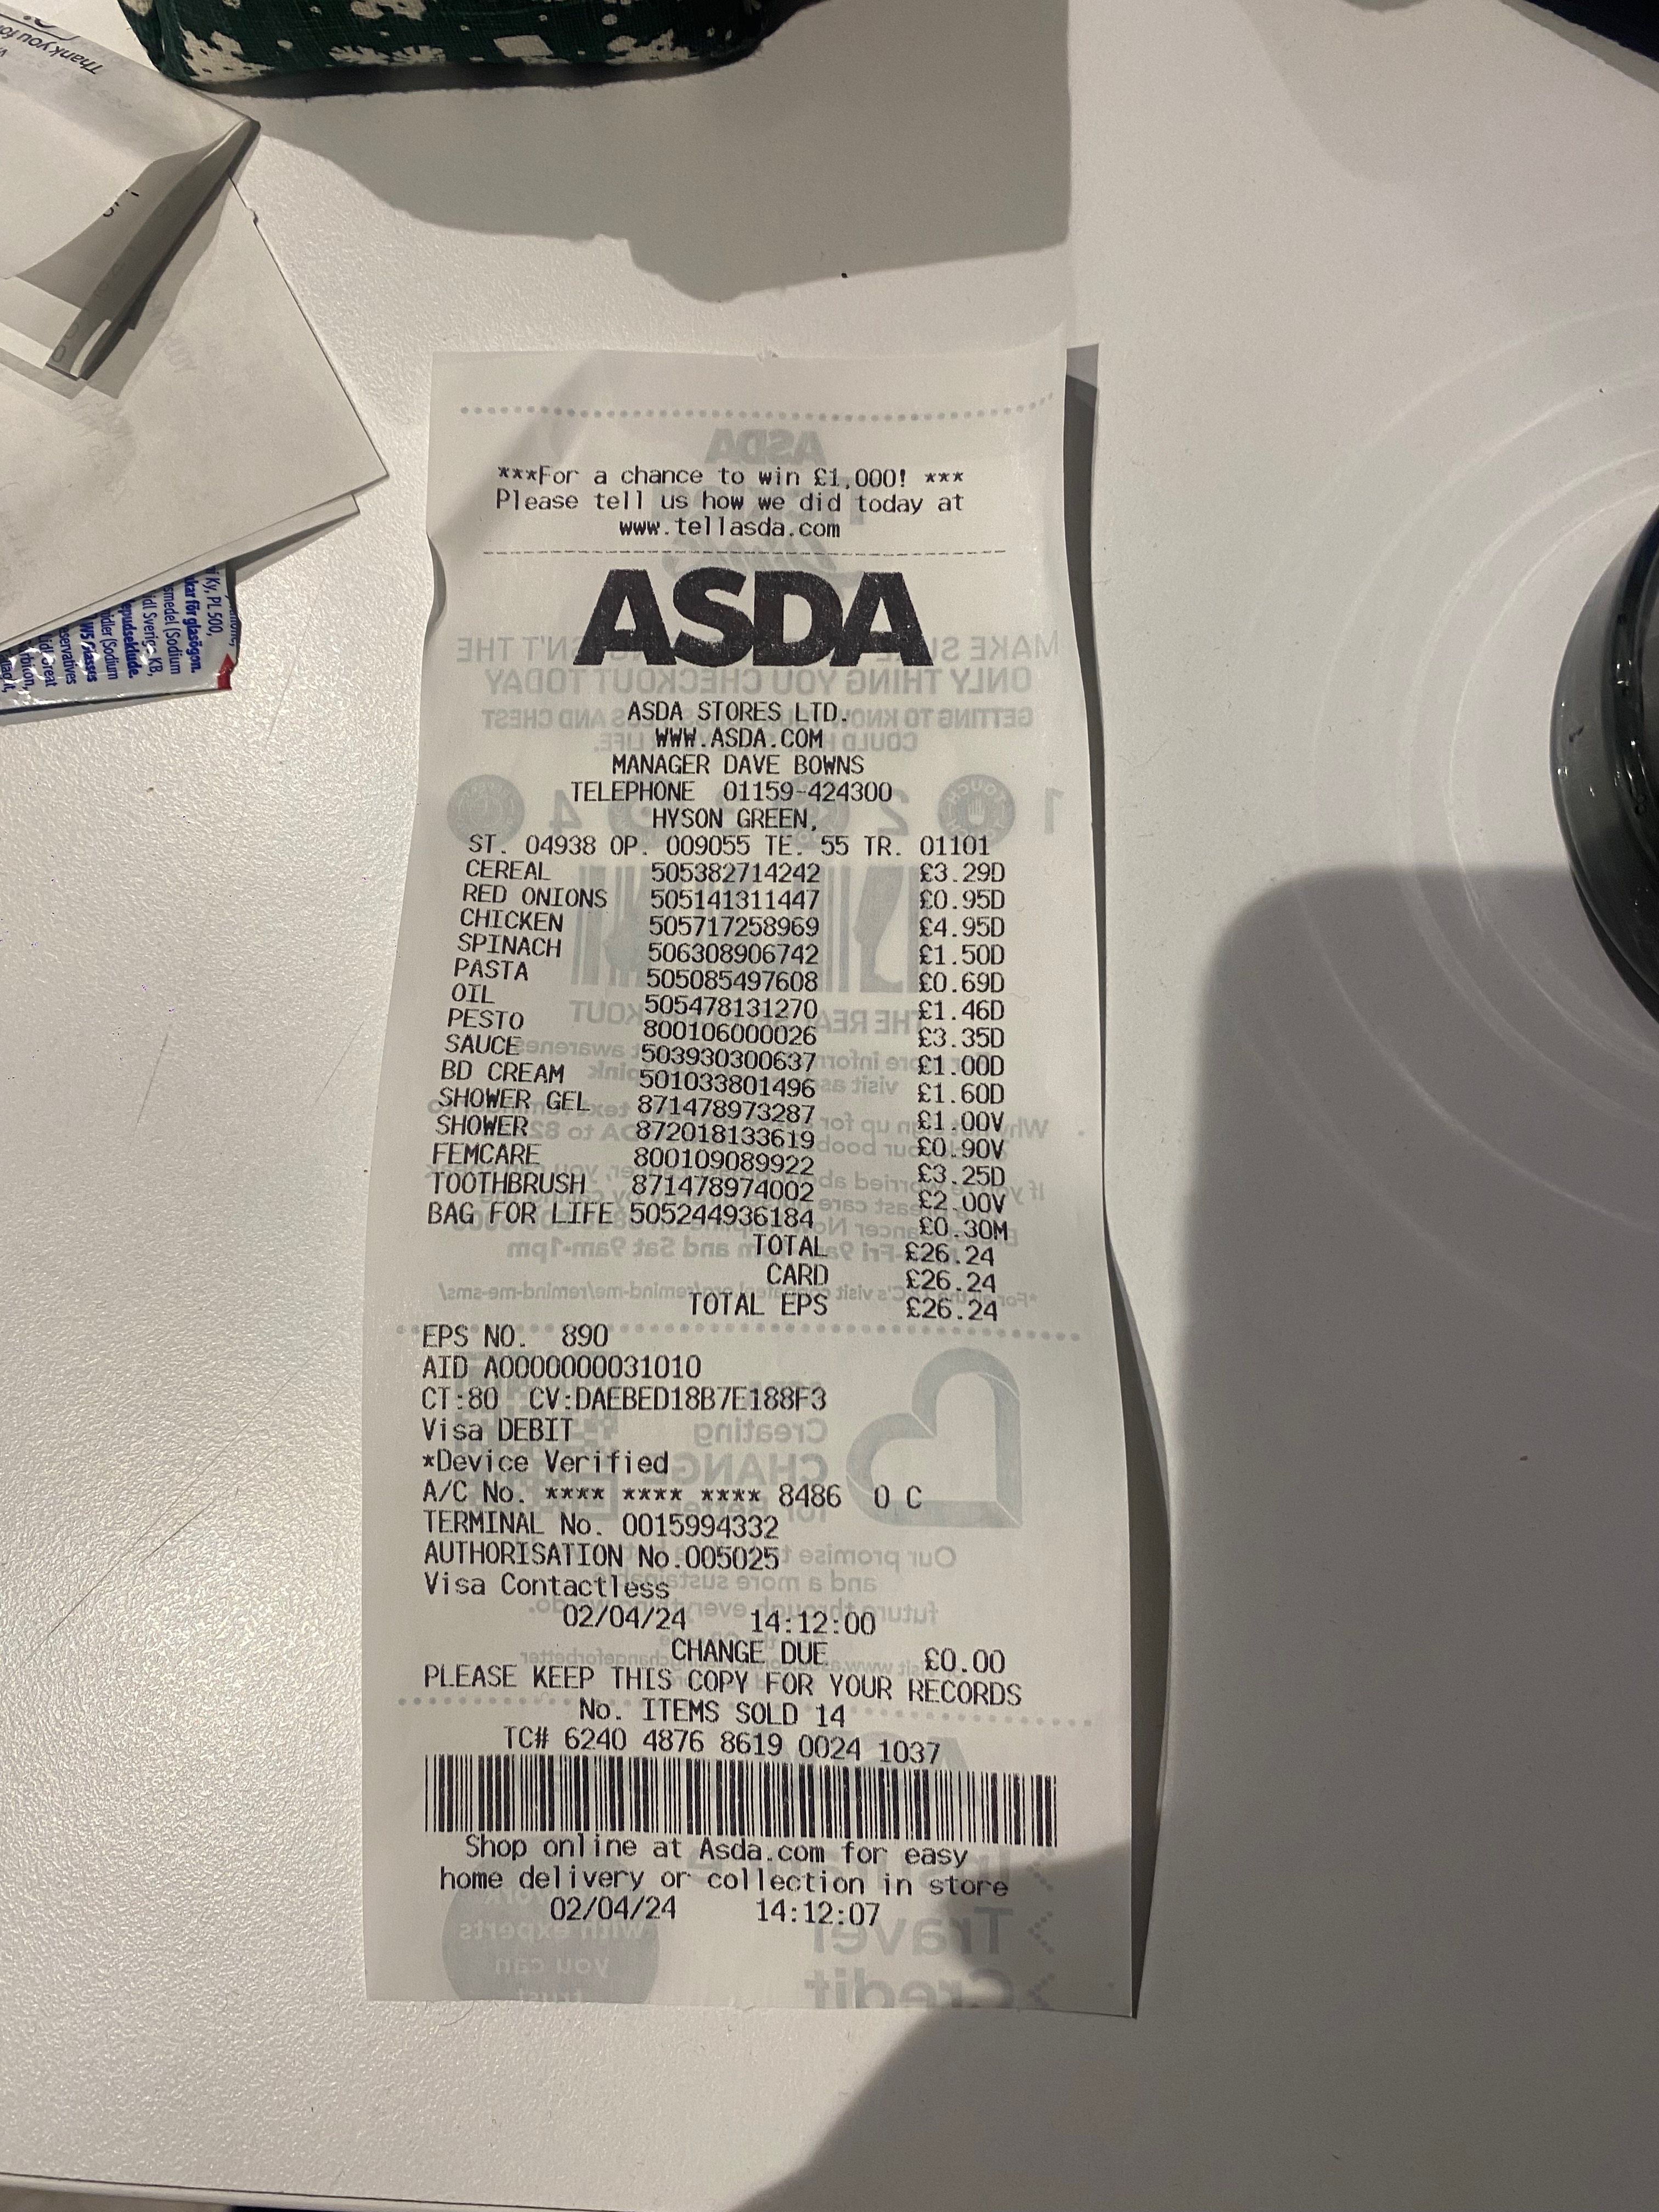 Thank you fo
***For a chance to win £1,000! ***
Please tell us how we did today at
www.tellasda.com
ASDA
ASDA STORES LTD.
WWW.ASDA.COM
MANAGER DAVE BOWNS
TELEPHONE 01159-424300
HYSON GREEN,
ST. 04938 OP. 009055 TE. 55 TR. 01101
CEREAL 505382714242 £3.29D
RED ONIONS 505141311447 £0.95D
CHICKEN 505717258969 £4.95D
SPINACH 506308906742 £1.50D
PASTA 505085497608 £0.69D
OIL 505478131270 £1.46D
PESTO 800106000026 £3.35D
SAUCE 503930300637 £1.00D
BD CREAM 501033801496 £1.60D
SHOWER GEL 871478973287 £1.00V
SHOWER 872018133619 £0.90V
FEMCARE 800109089922 £3.25D
TOOTHBRUSH 871478974002 £2.00V
BAG FOR LIFE 505244936184 £0.30M
TOTAL £26.24
CARD £26.24
TOTAL EPS £26.24
EPS NO. 890
AID A0000000031010
CT:80 CV:DAEBED18B7E188F3
Visa DEBIT
*Device Verified
A/C No. **** **** **** 8486 0 C
TERMINAL No. 0015994332
AUTHORISATION No.005025
Visa Contactless
02/04/24 14:12:00
CHANGE DUE £0.00
PLEASE KEEP THIS COPY FOR YOUR RECORDS
No. ITEMS SOLD 14
TC# 6240 4876 8619 0024 1037
Shop online at Asda.com for easy
home delivery or collection in store
02/04/24 14:12:07